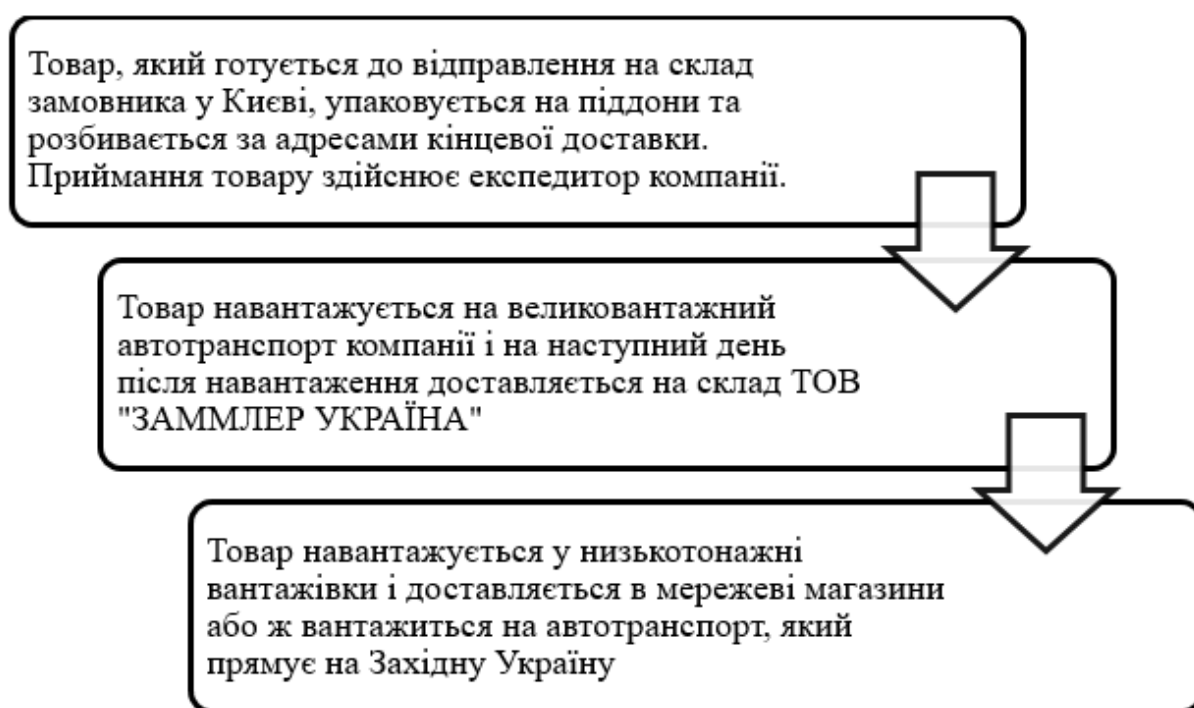 Товар, який готується до відправлення на склад
замовника у Києві, упаковується на піддони та
розбивається за адресами кінцевої доставки.
Приймання товару здійснює експедитор компанії.
Товар навантажується на великовантажний
автотранспорт компанії і на наступний день
після навантаження доставляється на склад ТОВ
"ЗАММЛЕР УКРАЇНА"
Товар навантажується у низькотонажні
вантажівки і доставляється в мережеві магазини
або ж вантажиться на автотранспорт, який
прямує на Західну Україну